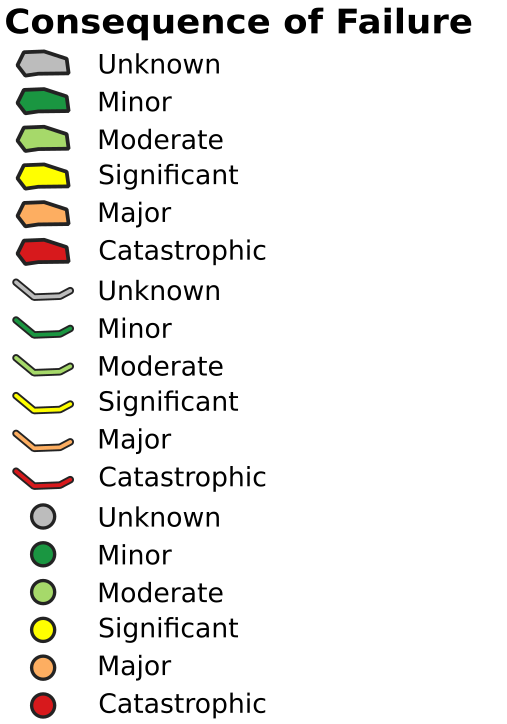 Consequence of Failure
Unknown
Minor
Moderate
Significant
Major
Catastrophic
Unknown
Minor
Moderate
Significant
Major
Catastrophic
Unknown
Minor
Moderate
Significant
Major
Catastrophic